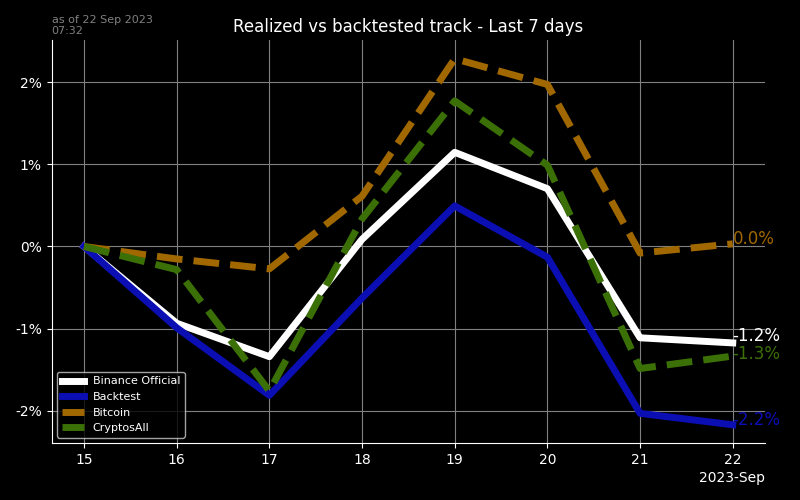 as of 22 Sep 2023
07:32
Realized vs backtested track - Last 7 days
2%
1%
0%
-1%
-2%
0.0%
-1.2%
-1.3%
-2.2%
Binance Official
Backtest
Bitcoin
CryptosAll
15 16 17 18 19 20 21 22
2023-Sep